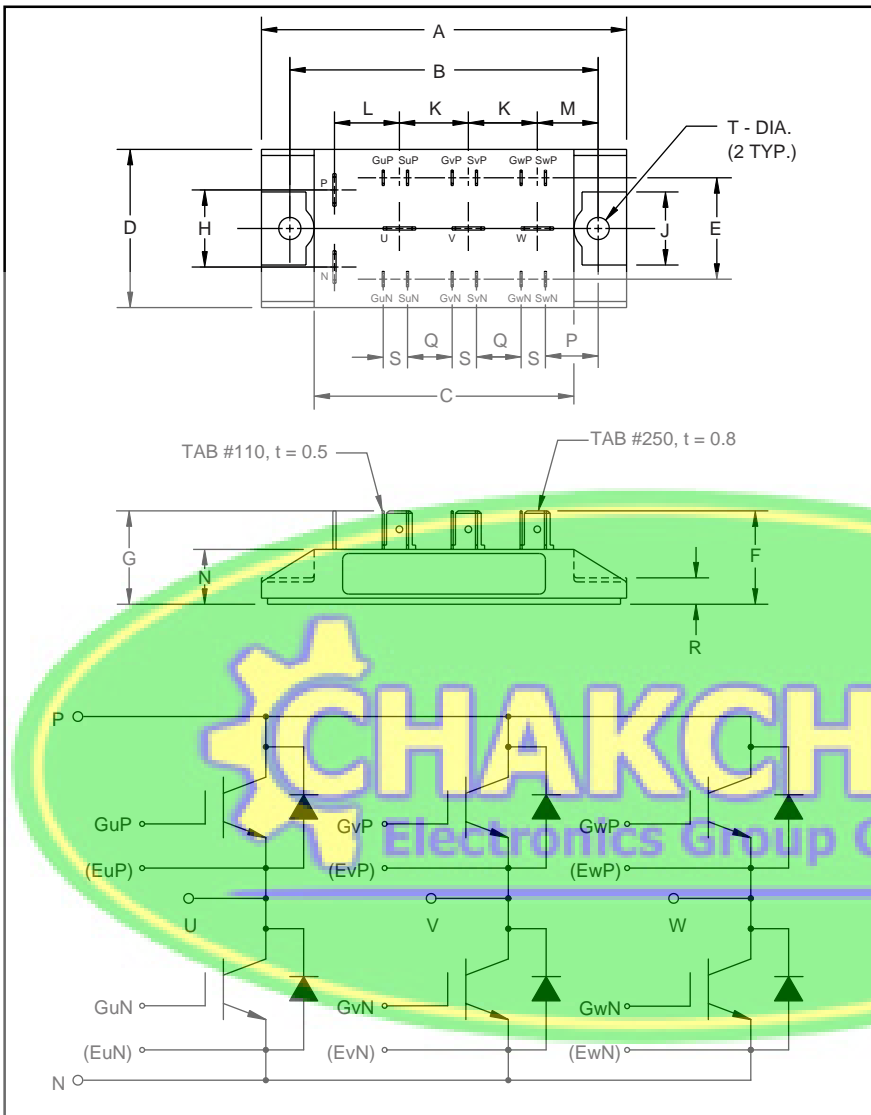 A
B
L K K M
T - DIA.
(2 TYP.)
GuP SuP GvP SvP GwP SwP
P
D H U V W J E
N
GuN SuN GvN SvN GwN SwN
S Q S Q S P
C
TAB #110, t = 0.5
TAB #250, t = 0.8
G N F
R
CHAKCH
Electronics Group C
P
GuP GvP GwP
(EuP) (EvP) (EwP)
U V W
GuN GvN GwN
(EuN) (EvN) (EwN)
N